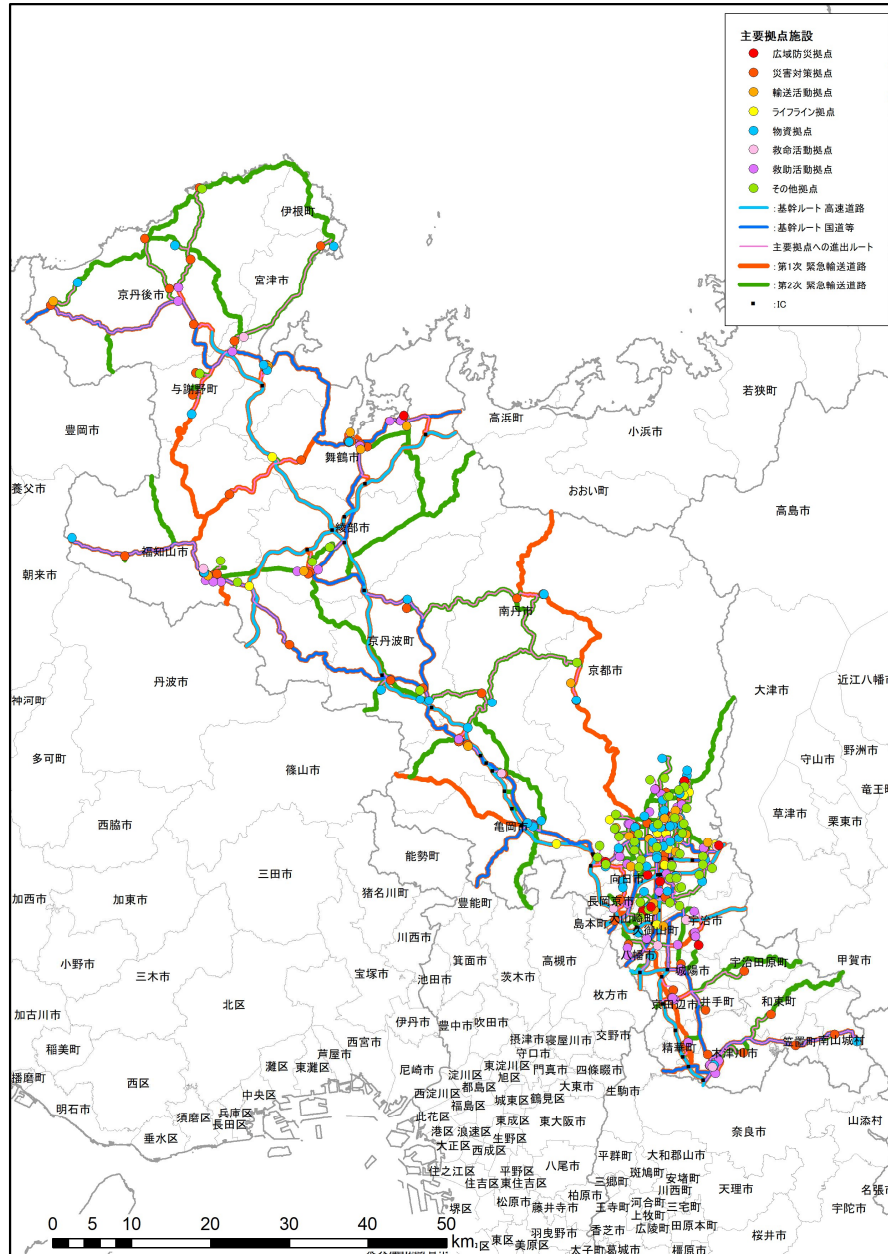 主要拠点施設
広域防災拠点
災害対策拠点
輸送活動拠点
ライフライン拠点
物資拠点
救命活動拠点
救助活動拠点
その他拠点
:基幹ルート 高速道路
:基幹ルート 国道等
主要拠点への進出ルート
:第1次 緊急輸送道路
:第2次 緊急輸送道路
:IC
伊根町
宮津市
京丹後市
与謝野町
豊岡市
舞鶴市
高浜町
若狭町
小浜市
おおい町
養父市
高島市
綾部市
福知山市
朝来市
南丹市
京丹波町
京都市
丹波市
大津市
近江八幡市
神河町
多可町
守山市
野洲市
篠山市
竜王町
草津市
栗東市
西脇市
亀岡市
能勢町
三田市
向日市
猪名川町
豊能町
加西市
加東市
長岡京市
大山崎町
島本町
宇治市
久御山町
川西市
箕面市
高槻市
八幡市
宇治田原町
甲賀市
小野市
三木市
宝塚市
池田市
茨木市
城陽市
枚方市
京田辺市
井手町
和束町
北区
加古川市
伊丹市
豊中市
吹田市
交野市
稲美町
西宮市
摂津市
寝屋川市
精華町
木津川市
笠置町
南山城村
芦屋市
守口市
灘区
東灘区
尼崎市
東淀川区
旭区
門真市
四條畷市
播磨町
西区
淀川区
都島区
大東市
生駒市
中央区
西淀川区
城東区
鶴見区
明石市
兵庫区
須磨区
長田区
福島区
此花区
東成区
東大阪市
山添村
垂水区
港区
浪速区
生野区
奈良市
大正区
西成区
平群町
大和郡山市
住之江区
平野区
八尾市
斑鳩町
安堵町
住吉区
東住吉区
三郷町
川西町
天理市
名張市
柏原市
松原市
藤井寺市
王寺町
河合町
三宅町
上牧町
宇陀市
堺区
羽曳野市
香芝市
広陵町
田原本町
桜井市
東区
美原区
太子町
葛城市
橿原市
0
10
20
30
40
50
km